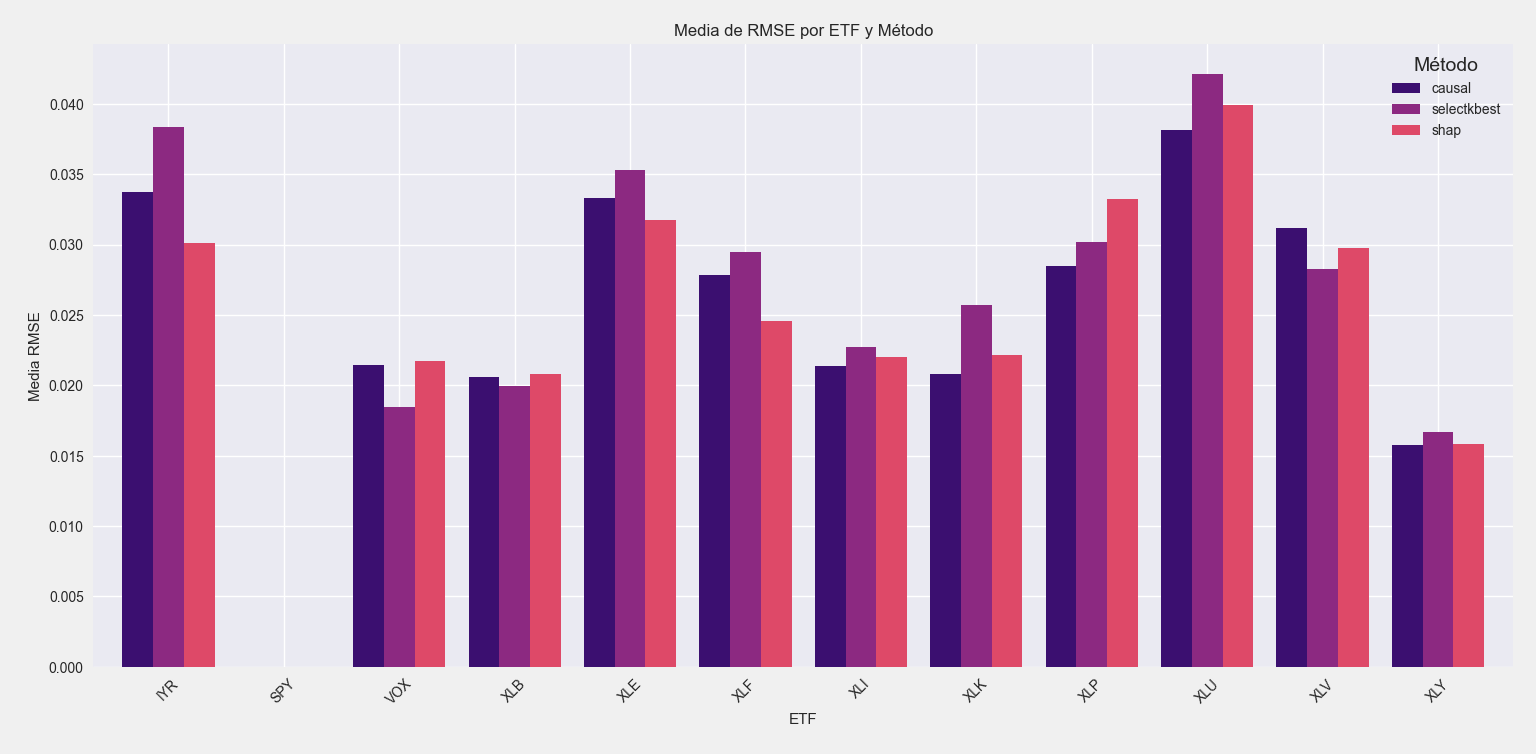 Media de RMSE por ETF y Método
Método
causal
selectkbest
shap
Media RMSE
0.040
0.035
0.030
0.025
0.020
0.015
0.010
0.005
0.000
IYR
SPY
VOX
XLB
XLE
XLF
XLI
XLK
XLP
XLU
XLV
XLY
ETF